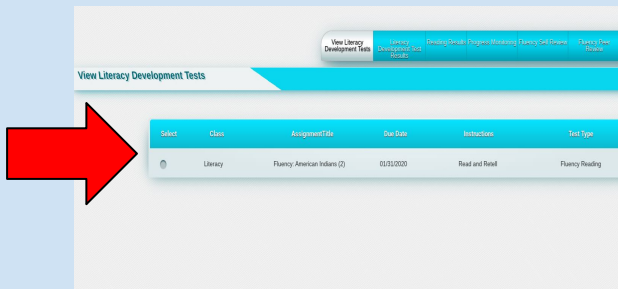 View Literacy
Development Tests
Literacy
Development Test
Results
Reading Results
Progress Monitoring
Fluency Self Review
Fluency Peer
Review
View Literacy Development Tests
Select Class AssignmentTitle Due Date Instructions Test Type
Literacy Fluency: American Indians (2) 01/31/2020 Read and Retell Fluency Reading